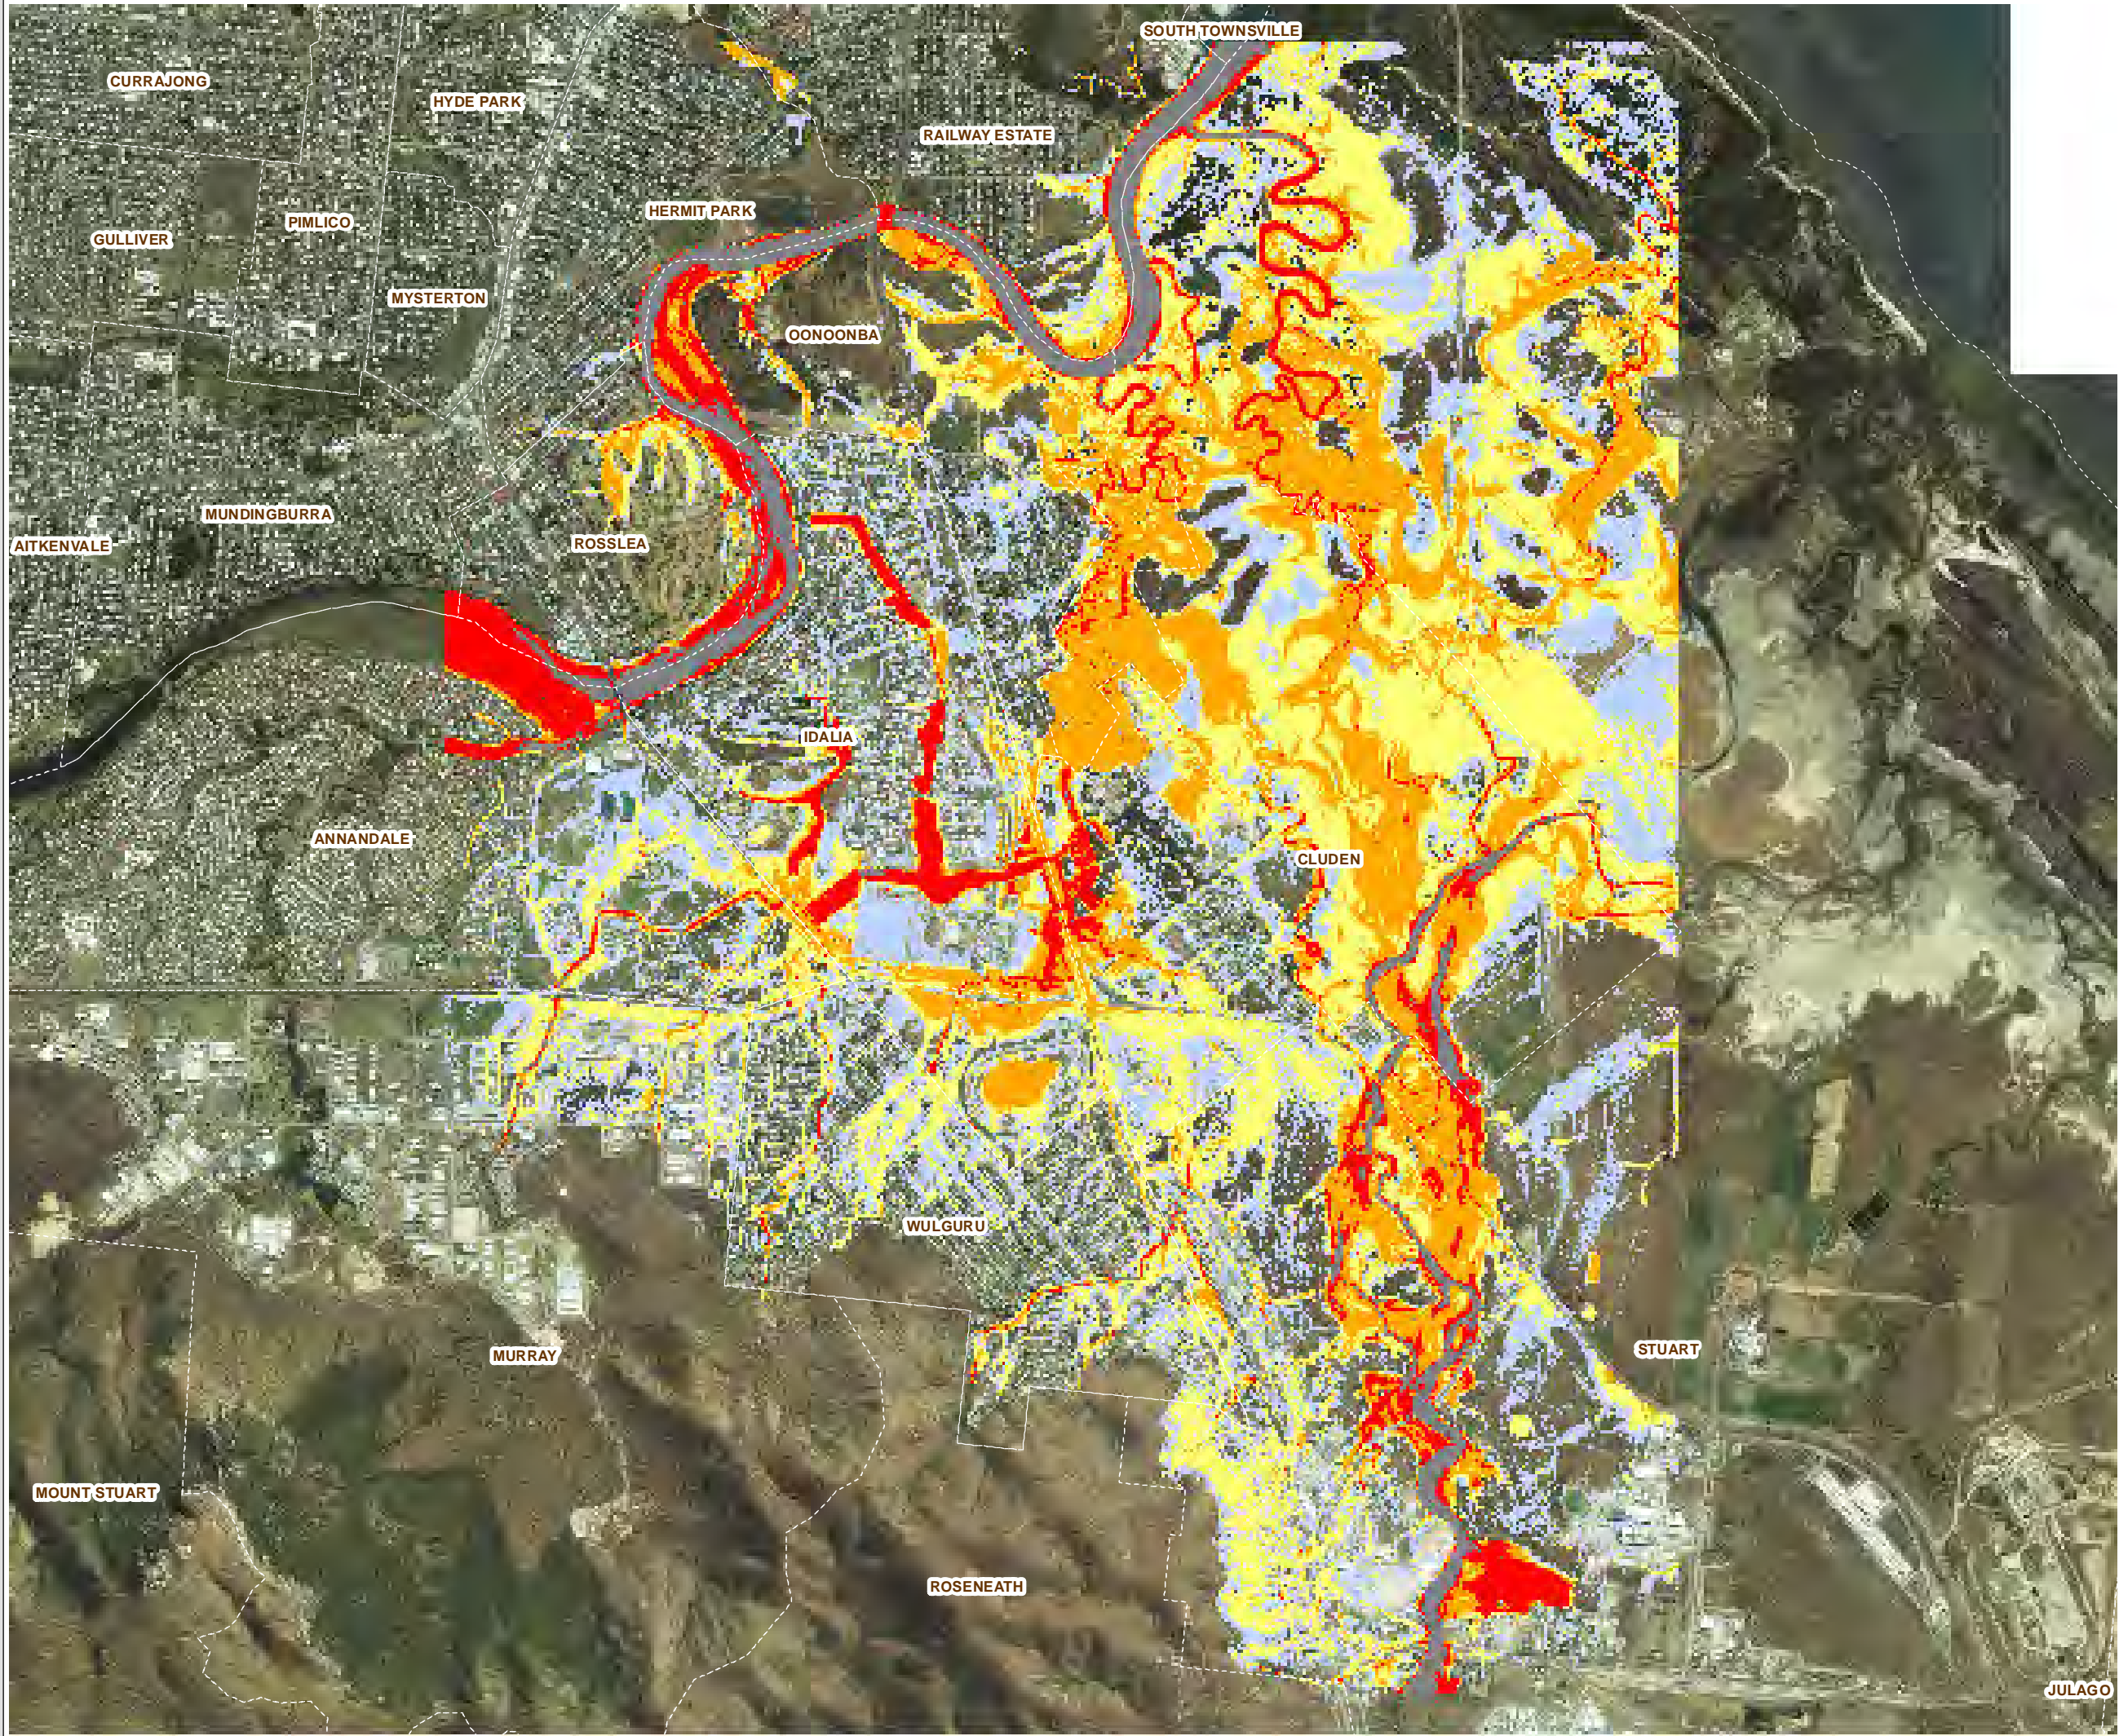 SOUTH TOWNSVILLE
CURRAJONG
HYDE PARK
RAILWAY ESTATE
HERMIT PARK
PIMLICO
GULLIVER
MYSTERTON
OONOONBA
MUNDINGBURRA
AITKENVALE
ROSSLEA
IDALIA
ANNANDALE
CLUDEN
WULGURU
STUART
MURRAY
MOUNT STUART
ROSENEATH
JULAGO